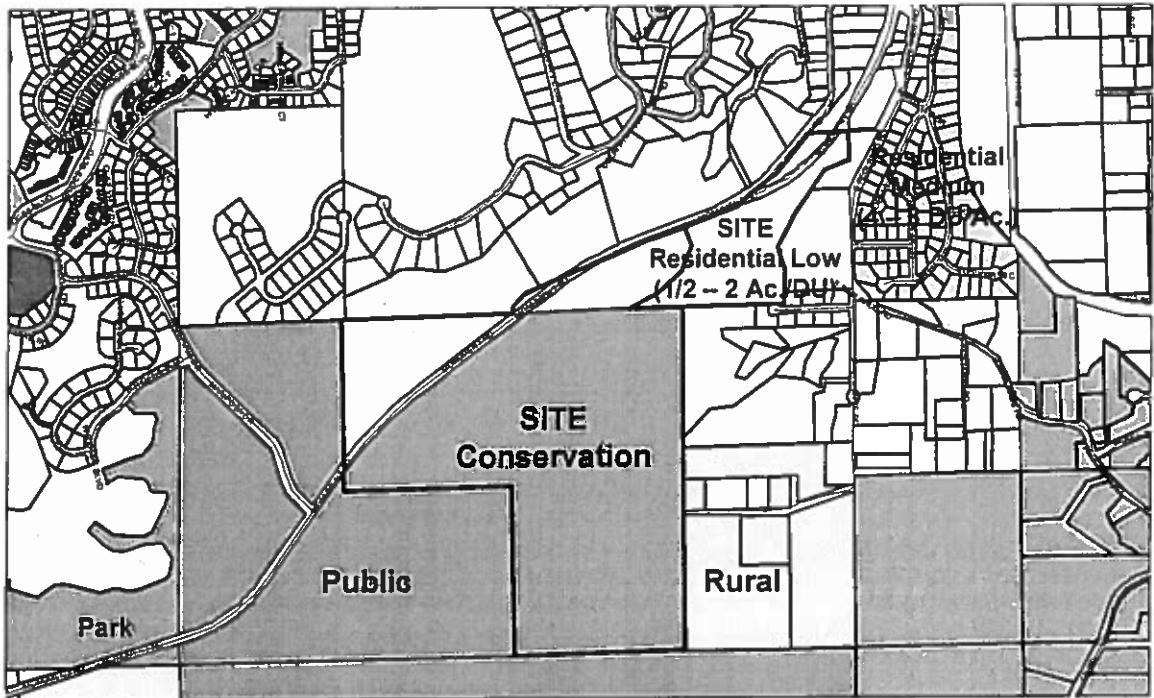 Residential
Medium
SITE
Residential Low
(1/2 – 2 Ac./DU)
SITE
Conservation
Public
Rural
Park